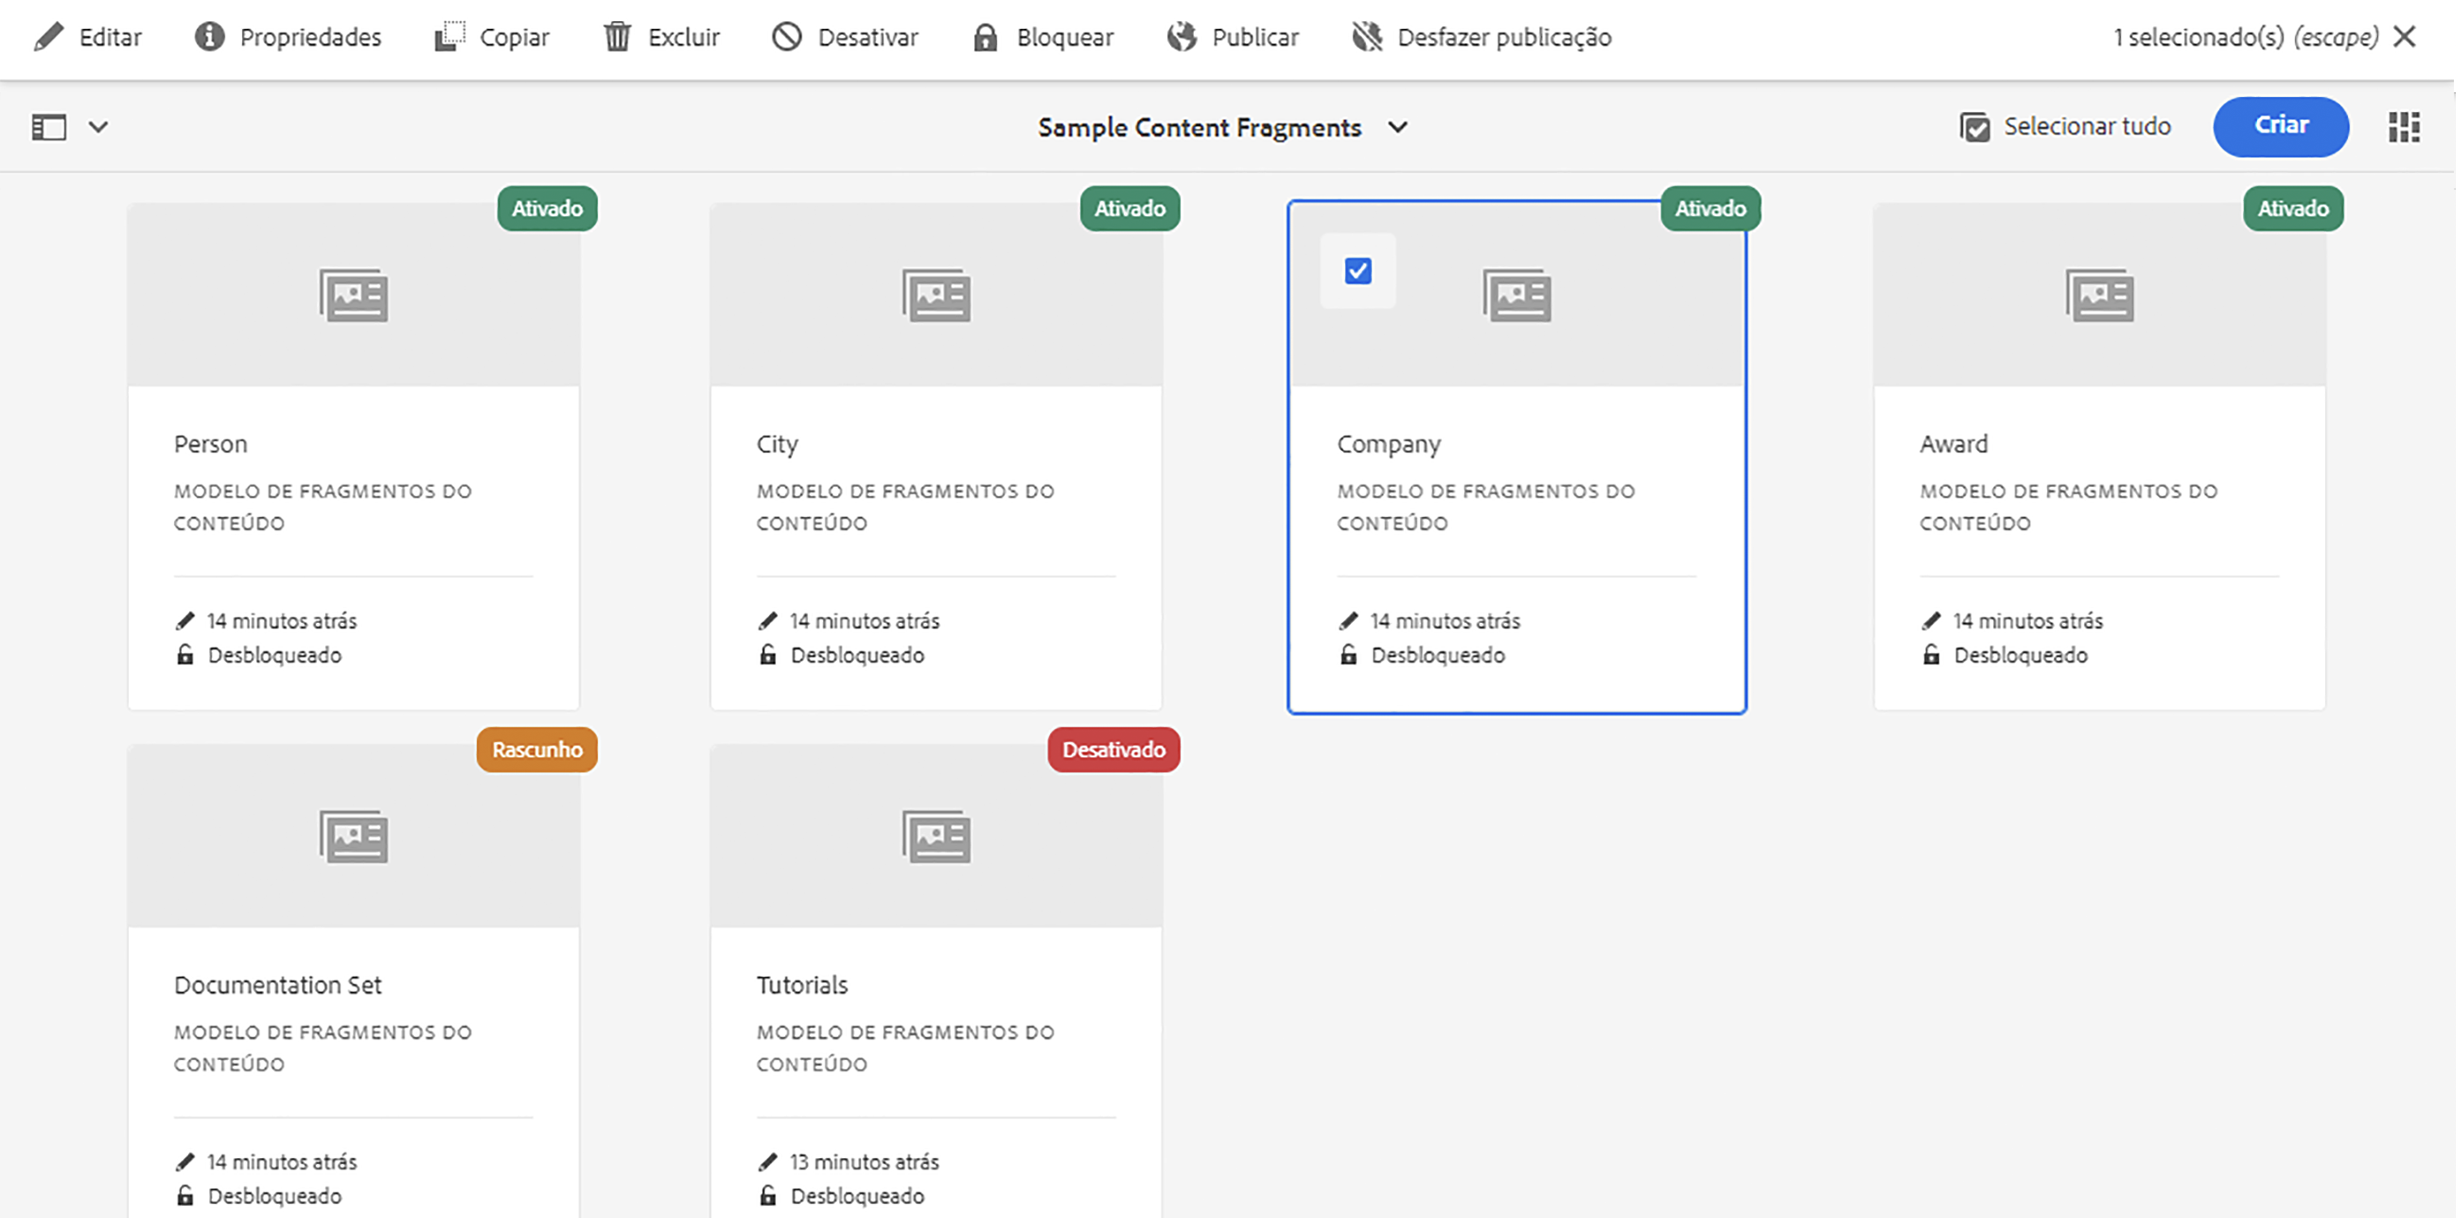 Editar Propriedades Copiar Excluir Desativar Bloquear Publicar Desfazer publicação 1 selecionado(s) (escape)
Sample Content Fragments Selecionar tudo Criar
Ativado
Person
MODELO DE FRAGMENTOS DO
CONTEÚDO
14 minutos atrás
Desbloqueado
Ativado
City
MODELO DE FRAGMENTOS DO
CONTEÚDO
14 minutos atrás
Desbloqueado
Ativado
Company
MODELO DE FRAGMENTOS DO
CONTEÚDO
14 minutos atrás
Desbloqueado
Ativado
Award
MODELO DE FRAGMENTOS DO
CONTEÚDO
14 minutos atrás
Desbloqueado
Rascunho
Documentation Set
MODELO DE FRAGMENTOS DO
CONTEÚDO
14 minutos atrás
Desbloqueado
Desativado
Tutorials
MODELO DE FRAGMENTOS DO
CONTEÚDO
13 minutos atrás
Desbloqueado